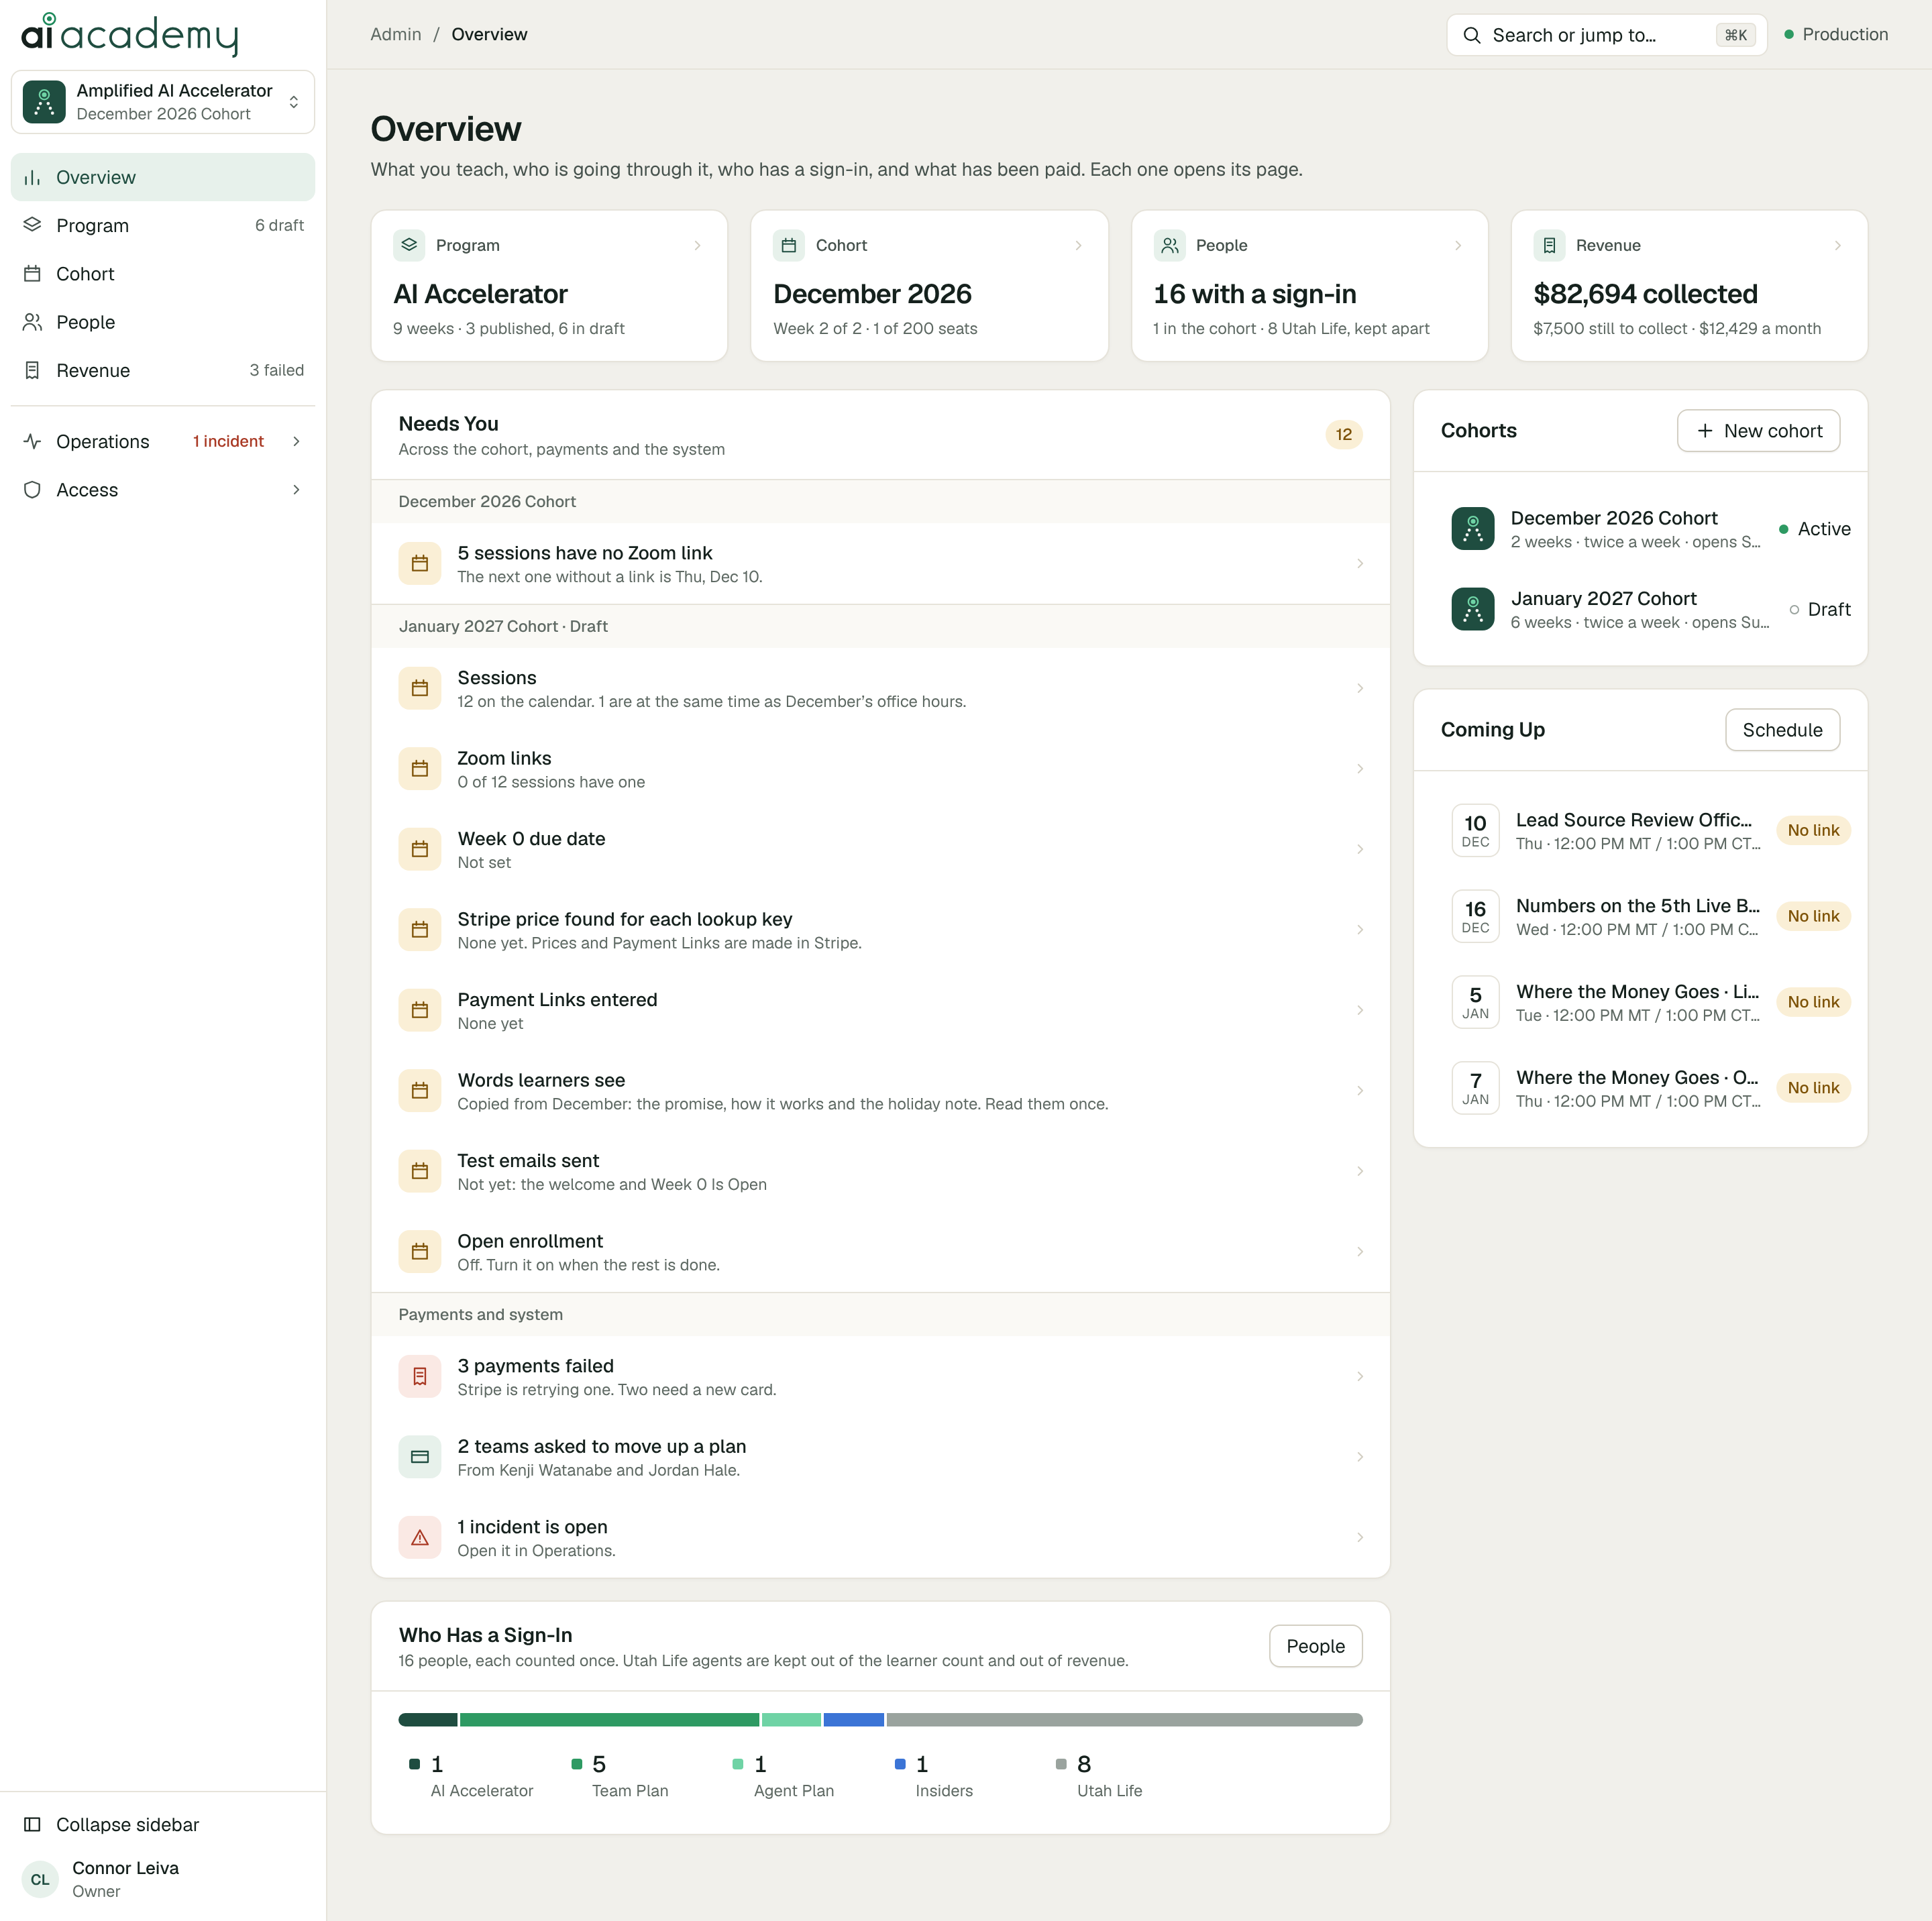 ai academy
Amplified AI Accelerator
December 2026 Cohort
Overview
Program 6 draft
Cohort
People
Revenue 3 failed
Operations 1 incident
Access
Collapse sidebar
CL
Connor Leiva
Owner
Admin / Overview
Search or jump to... ⌘K
Production
Overview
What you teach, who is going through it, who has a sign-in, and what has been paid. Each one opens its page.
Program
AI Accelerator
9 weeks · 3 published, 6 in draft
Cohort
December 2026
Week 2 of 2 · 1 of 200 seats
People
16 with a sign-in
1 in the cohort · 8 Utah Life, kept apart
Revenue
$82,694 collected
$7,500 still to collect · $12,429 a month
Needs You
Across the cohort, payments and the system
12
December 2026 Cohort
5 sessions have no Zoom link
The next one without a link is Thu, Dec 10.
January 2027 Cohort · Draft
Sessions
12 on the calendar. 1 are at the same time as December’s office hours.
Zoom links
0 of 12 sessions have one
Week 0 due date
Not set
Stripe price found for each lookup key
None yet. Prices and Payment Links are made in Stripe.
Payment Links entered
None yet
Words learners see
Copied from December: the promise, how it works and the holiday note. Read them once.
Test emails sent
Not yet: the welcome and Week 0 Is Open
Open enrollment
Off. Turn it on when the rest is done.
Payments and system
3 payments failed
Stripe is retrying one. Two need a new card.
2 teams asked to move up a plan
From Kenji Watanabe and Jordan Hale.
1 incident is open
Open it in Operations.
Who Has a Sign-In
16 people, each counted once. Utah Life agents are kept out of the learner count and out of revenue.
People
1
AI Accelerator
5
Team Plan
1
Agent Plan
1
Insiders
8
Utah Life
Cohorts
+ New cohort
December 2026 Cohort
2 weeks · twice a week · opens S...
Active
January 2027 Cohort
6 weeks · twice a week · opens Su...
Draft
Coming Up
Schedule
10
DEC
Lead Source Review Offic...
Thu · 12:00 PM MT / 1:00 PM CT...
No link
16
DEC
Numbers on the 5th Live B...
Wed · 12:00 PM MT / 1:00 PM C...
No link
5
JAN
Where the Money Goes · Li...
Tue · 12:00 PM MT / 1:00 PM CT...
No link
7
JAN
Where the Money Goes · O...
Thu · 12:00 PM MT / 1:00 PM CT...
No link